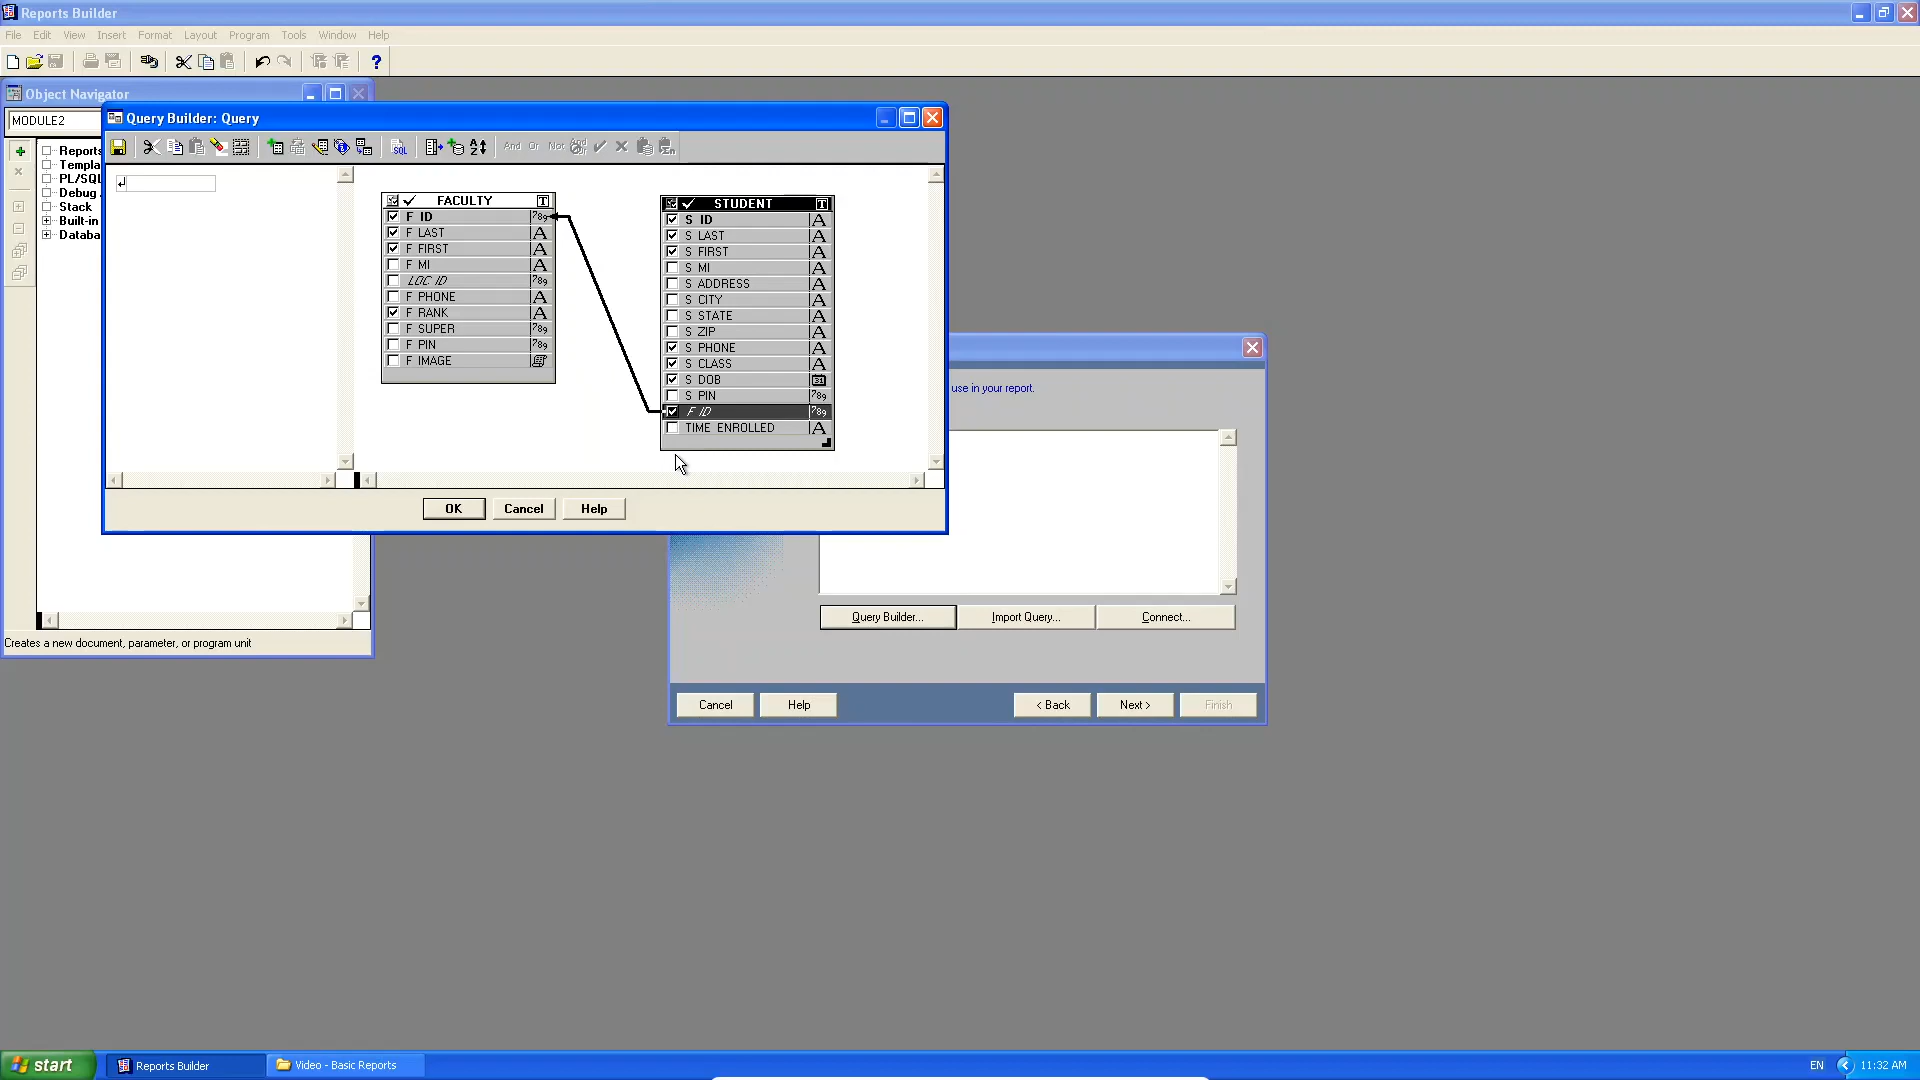 Reports Builder
File Edit View Insert Format Layout Program Tools Window Help
Object Navigator
MODULE2
Reports
Templa
PL/SQL
Debug
Stack
Built-in
Databa
Creates a new document, parameter, or program unit
Query Builder: Query
SQL
And Or Not
FACULTY
F ID
F LAST
F FIRST
F MI
LOC ID
F PHONE
F RANK
F SUPER
F PIN
F IMAGE
STUDENT
S ID
S LAST
S FIRST
S MI
S ADDRESS
S CITY
S STATE
S ZIP
S PHONE
S CLASS
S DOB
S PIN
F ID
TIME ENROLLED
OK Cancel Help
use in your report.
Query Builder... Import Query... Connect...
Cancel Help < Back Next > Finish
start Reports Builder Video - Basic Reports EN 11:32 AM